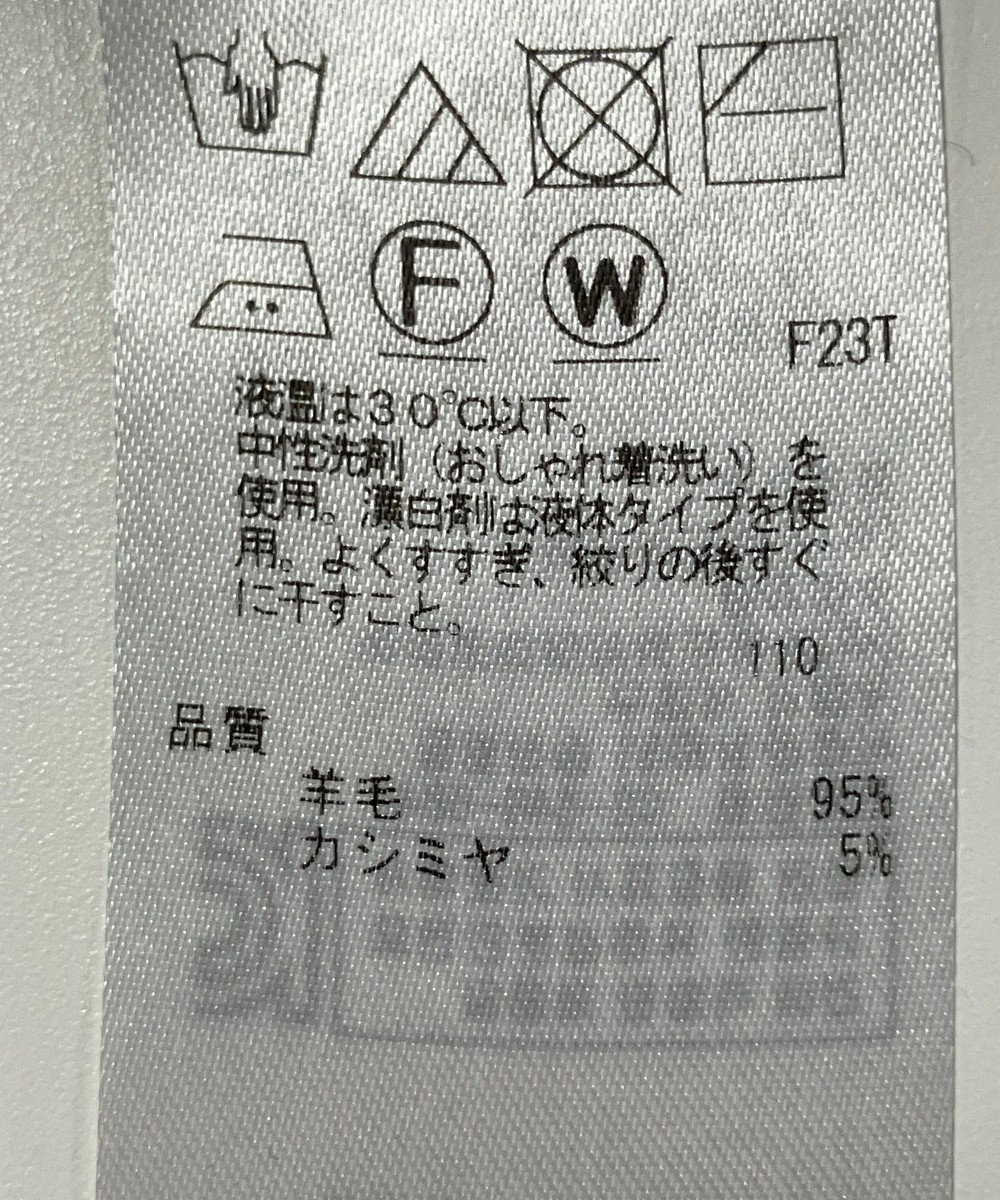 F W
F23T
液温は30℃以下。
中性洗剤（おしゃれ着洗い）を
使用。漂白剤は液体タイプを使
用。よくすすぎ、絞りの後すぐ
に干すこと。
110
品質
羊毛 95%
カシミヤ 5%